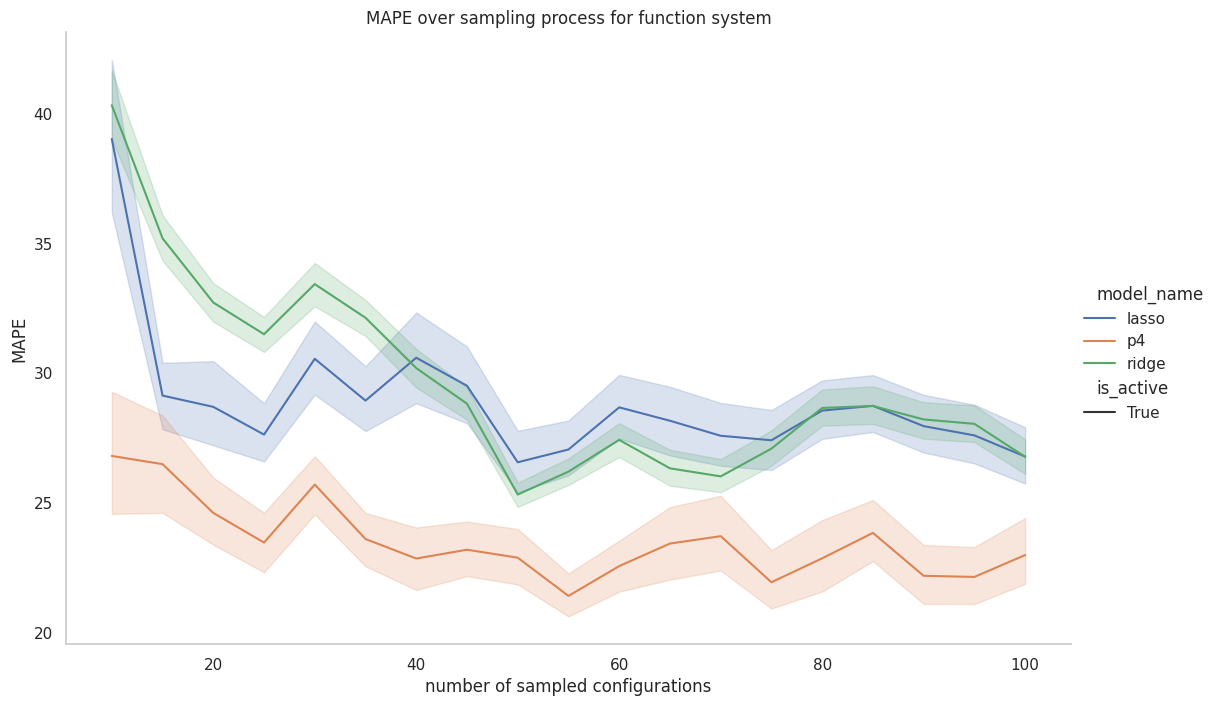 MAPE over sampling process for function system
MAPE
40
35
30
25
20
20
40
60
80
100
number of sampled configurations
model_name
lasso
p4
ridge
is_active
True